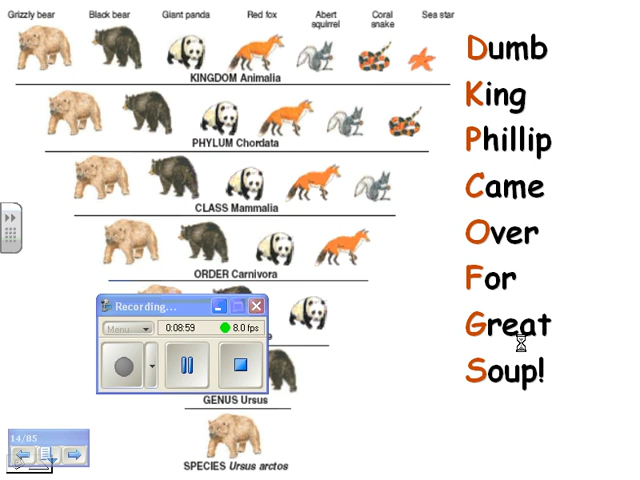 Grizzly bear Black bear Giant panda Red fox Abert squirrel Coral snake Sea star
KINGDOM Animalia
PHYLUM Chordata
CLASS Mammalia
ORDER Carnivora
Recording...
Menu
0:08:59
8.0 fps
GENUS Ursus
SPECIES Ursus arctos
14/85
Dumb
King
Phillip
Came
Over
For
Great
Soup!